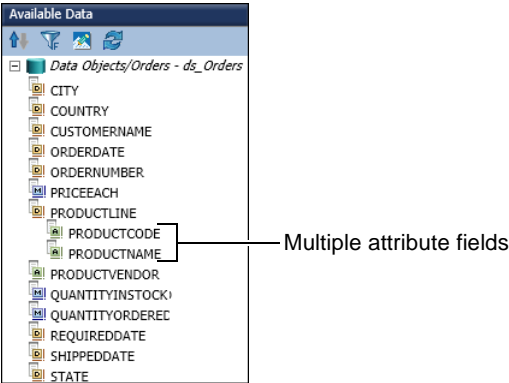 Available Data
Data Objects/Orders - ds_Orders
CITY
COUNTRY
CUSTOMERNAME
ORDERDATE
ORDERNUMBER
PRICEEACH
PRODUCTLINE
PRODUCTCODE
PRODUCTNAME
Multiple attribute fields
PRODUCTVENDOR
QUANTITYINSTOCK
QUANTITYORDERED
REQUIREDDATE
SHIPPEDDATE
STATE